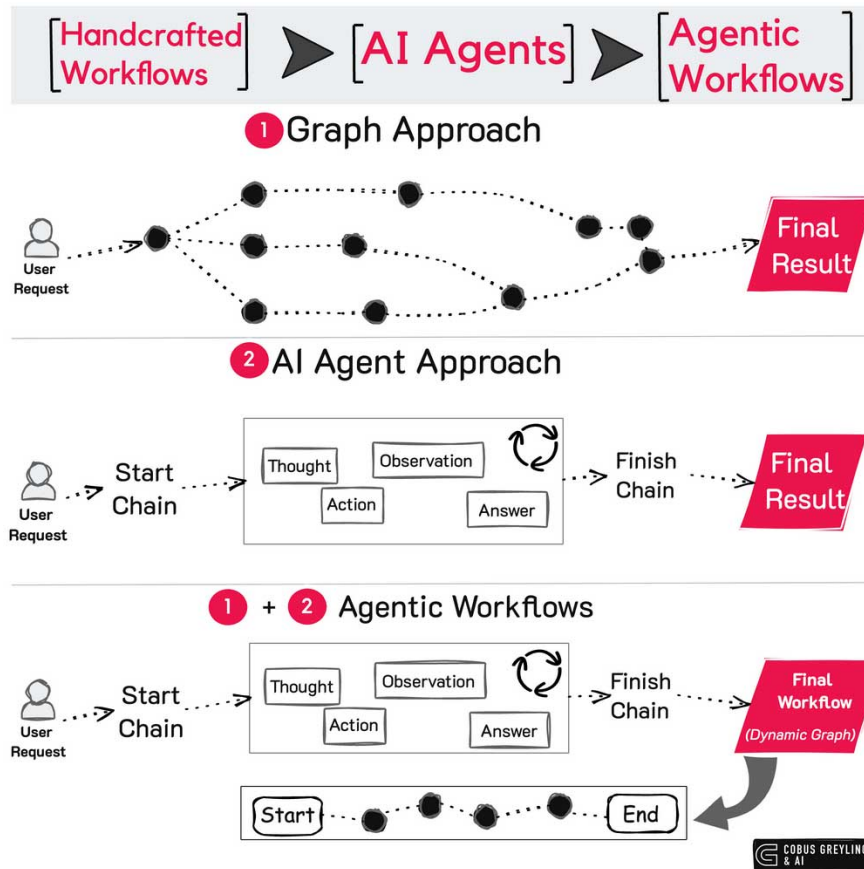 [Handcrafted
Workflows]
[AI Agents]
[Agentic
Workflows]
1 Graph Approach
User
Request
Final
Result
2 AI Agent Approach
User
Request
Start
Chain
Thought
Observation
Action
Answer
Finish
Chain
Final
Result
1 + 2 Agentic Workflows
User
Request
Start
Chain
Thought
Observation
Action
Answer
Finish
Chain
Final
Workflow
(Dynamic Graph)
Start
End
COBUS GREYLING
& AI